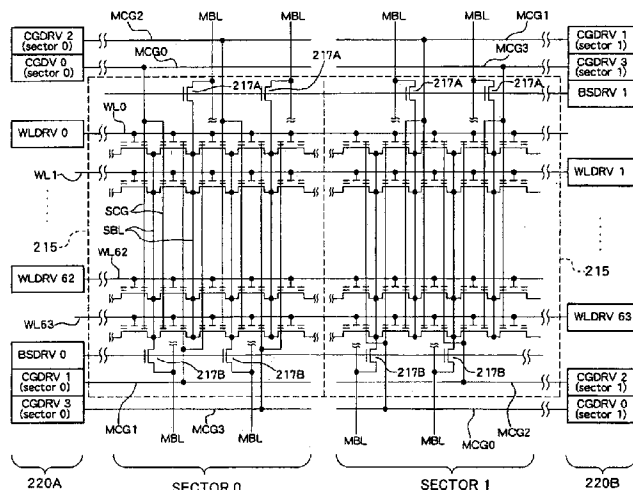 MCG2 MBL MBL MBL MBL MCG1
CGDRV 2 (sector 0) CGDRV 1 (sector 1)
CGDV 0 (sector 0) MCG0 MCG3 CGDRV 3 (sector 1)
217A 217A 217A 217A
BSDRV 1
WL0
WLDRV 0
WL1 WLDRV 1
SCG
SBL
215 215
WL62
WLDRV 62
WL63 WLDRV 63
BSDRV 0
217B 217B 217B 217B
CGDRV 1 (sector 0) CGDRV 2 (sector 1)
CGDRV 3 (sector 0) CGDRV 0 (sector 1)
MCG1 MBL MCG3 MBL MBL MBL MCG0 MCG2
220A SECTOR 0 SECTOR 1 220B